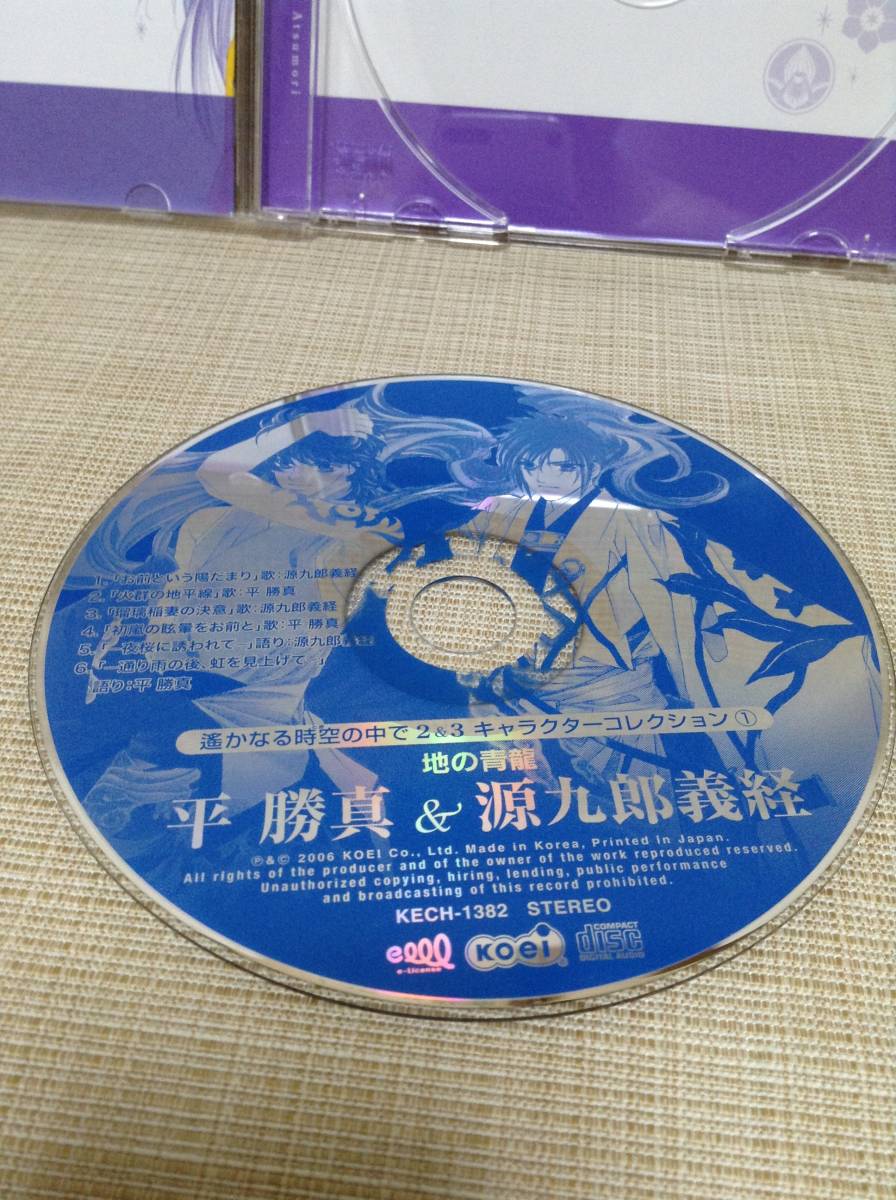 Atsumori
1.「お前という陽だまり」歌:源九郎義経
2.「火群の地平線」歌:平 勝真
3.「瑠璃稲妻の決意」歌:源九郎義経
4.「初嵐の眩暈をお前と」歌:平 勝真
5.「―夜桜に誘われて―」語り:源九郎義経
6.「―通り雨の後、虹を見上げて―」
語り:平 勝真
遙かなる時空の中で2&3 キャラクターコレクション①
地の青龍
平 勝真 & 源九郎義経
℗&© 2006 KOEI Co., Ltd. Made in Korea, Printed in Japan.
All rights of the producer and of the owner of the work reproduced reserved.
Unauthorized copying, hiring, lending, public performance
and broadcasting of this record prohibited.
KECH-1382 STEREO
elll
e-License
KOEI
COMPACT
disc
DIGITAL AUDIO